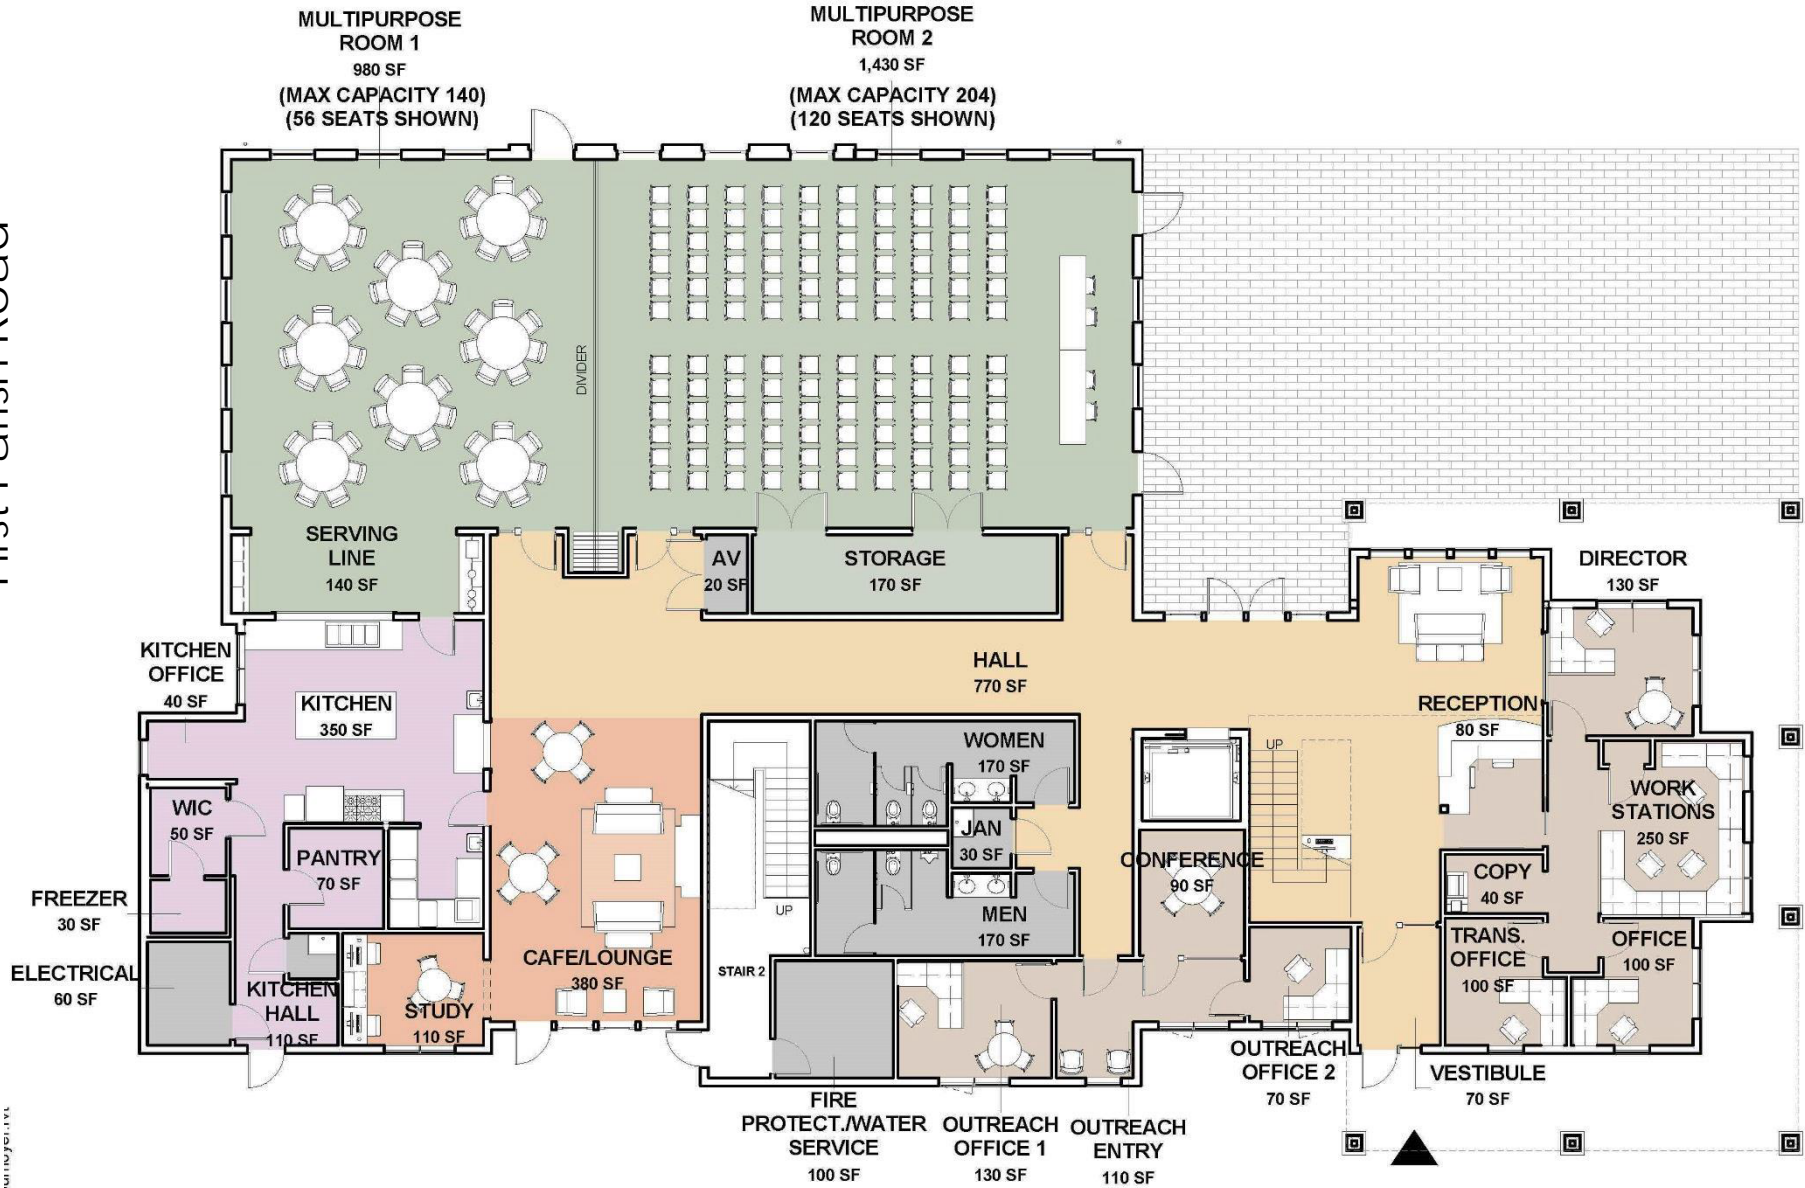 MULTIPURPOSE
ROOM 1
980 SF
(MAX CAPACITY 140)
(56 SEATS SHOWN)
MULTIPURPOSE
ROOM 2
1,430 SF
(MAX CAPACITY 204)
(120 SEATS SHOWN)
DIVIDER
SERVING
LINE
140 SF
AV
20 SF
STORAGE
170 SF
DIRECTOR
130 SF
KITCHEN
OFFICE
40 SF
KITCHEN
350 SF
HALL
770 SF
RECEPTION
80 SF
UP
WOMEN
170 SF
WIC
50 SF
WORK
STATIONS
250 SF
JAN
30 SF
PANTRY
70 SF
CONFERENCE
90 SF
COPY
40 SF
FREEZER
30 SF
UP
MEN
170 SF
TRANS.
OFFICE
100 SF
OFFICE
100 SF
CAFE/LOUNGE
380 SF
STAIR 2
ELECTRICAL
60 SF
KITCHEN
HALL
110 SF
STUDY
110 SF
OUTREACH
OFFICE 2
70 SF
VESTIBULE
70 SF
FIRE
PROTECT./WATER
SERVICE
100 SF
OUTREACH
OFFICE 1
130 SF
OUTREACH
ENTRY
110 SF